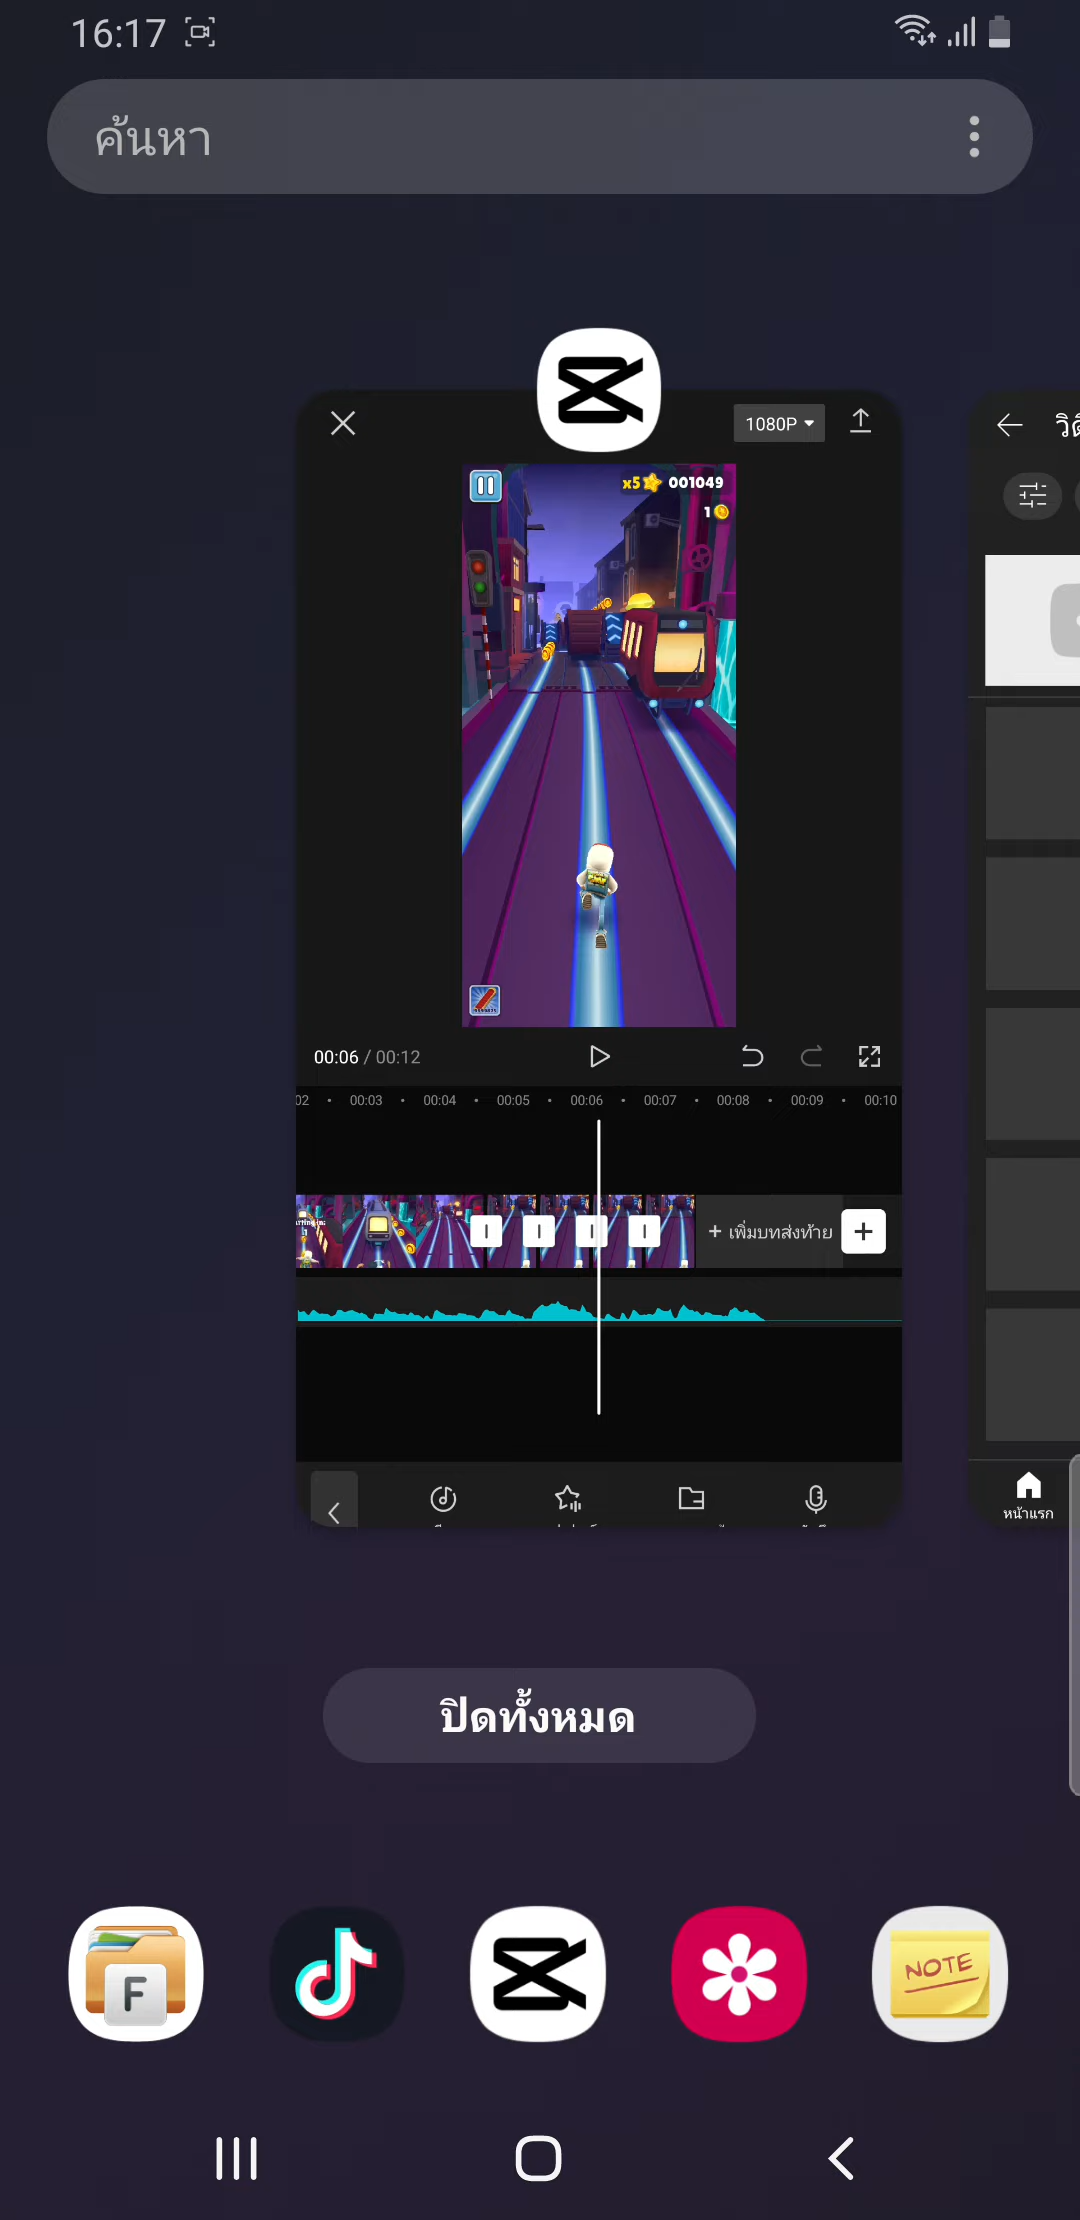 16:17
ค้นหา
1080P
x5 001049
1
00:06 / 00:12
02 00:03 00:04 00:05 00:06 00:07 00:08 00:09 00:10
+ เพิ่มบทส่งท้าย
หน้าแรก
ปิดทั้งหมด
F
NOTE